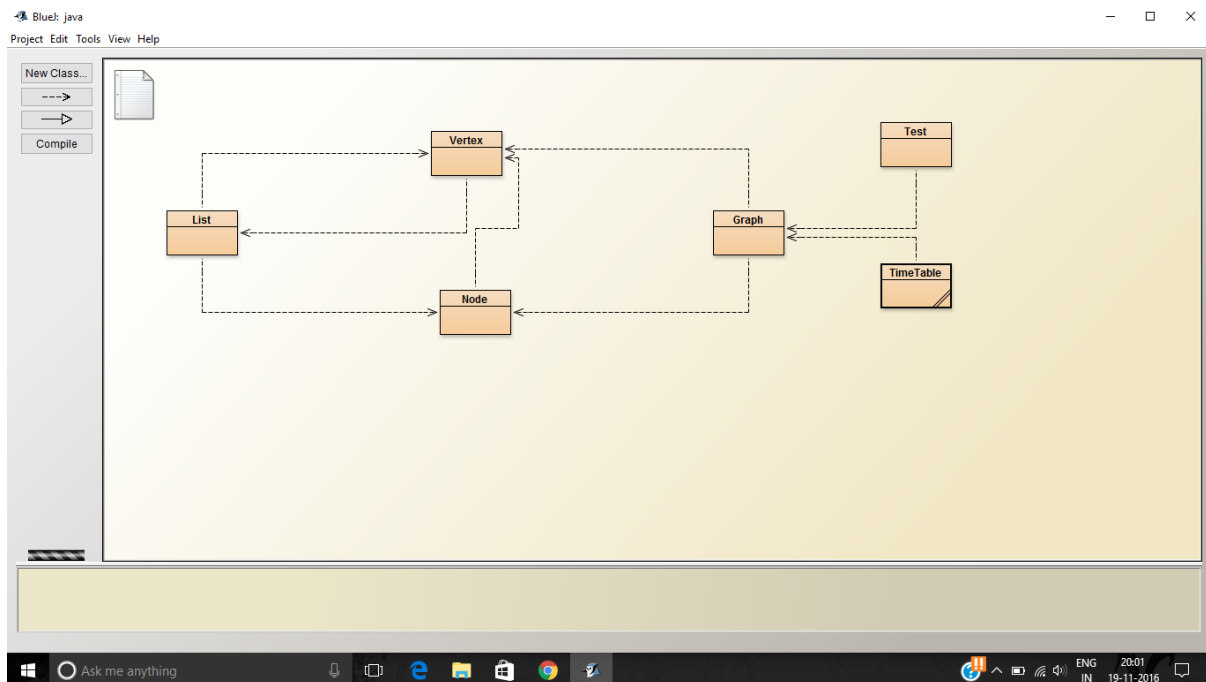 BlueJ: java
Project Edit Tools View Help
New Class...
Compile
Vertex
Test
List
Graph
TimeTable
Node
Ask me anything
ENG
IN
20:01
19-11-2016